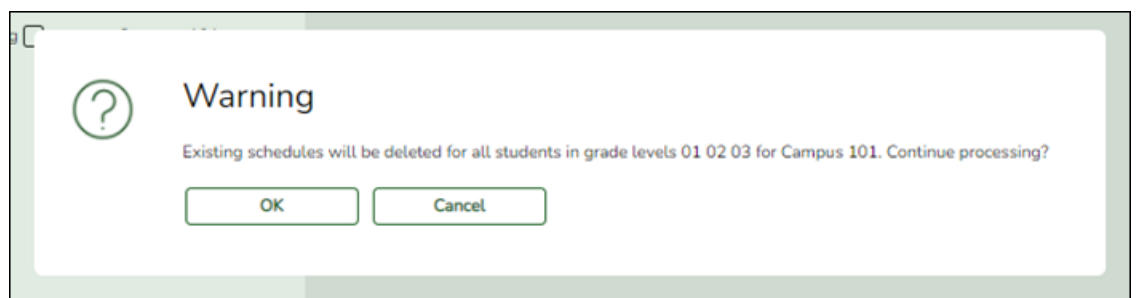 Warning
Existing schedules will be deleted for all students in grade levels 01 02 03 for Campus 101. Continue processing?
OK
Cancel